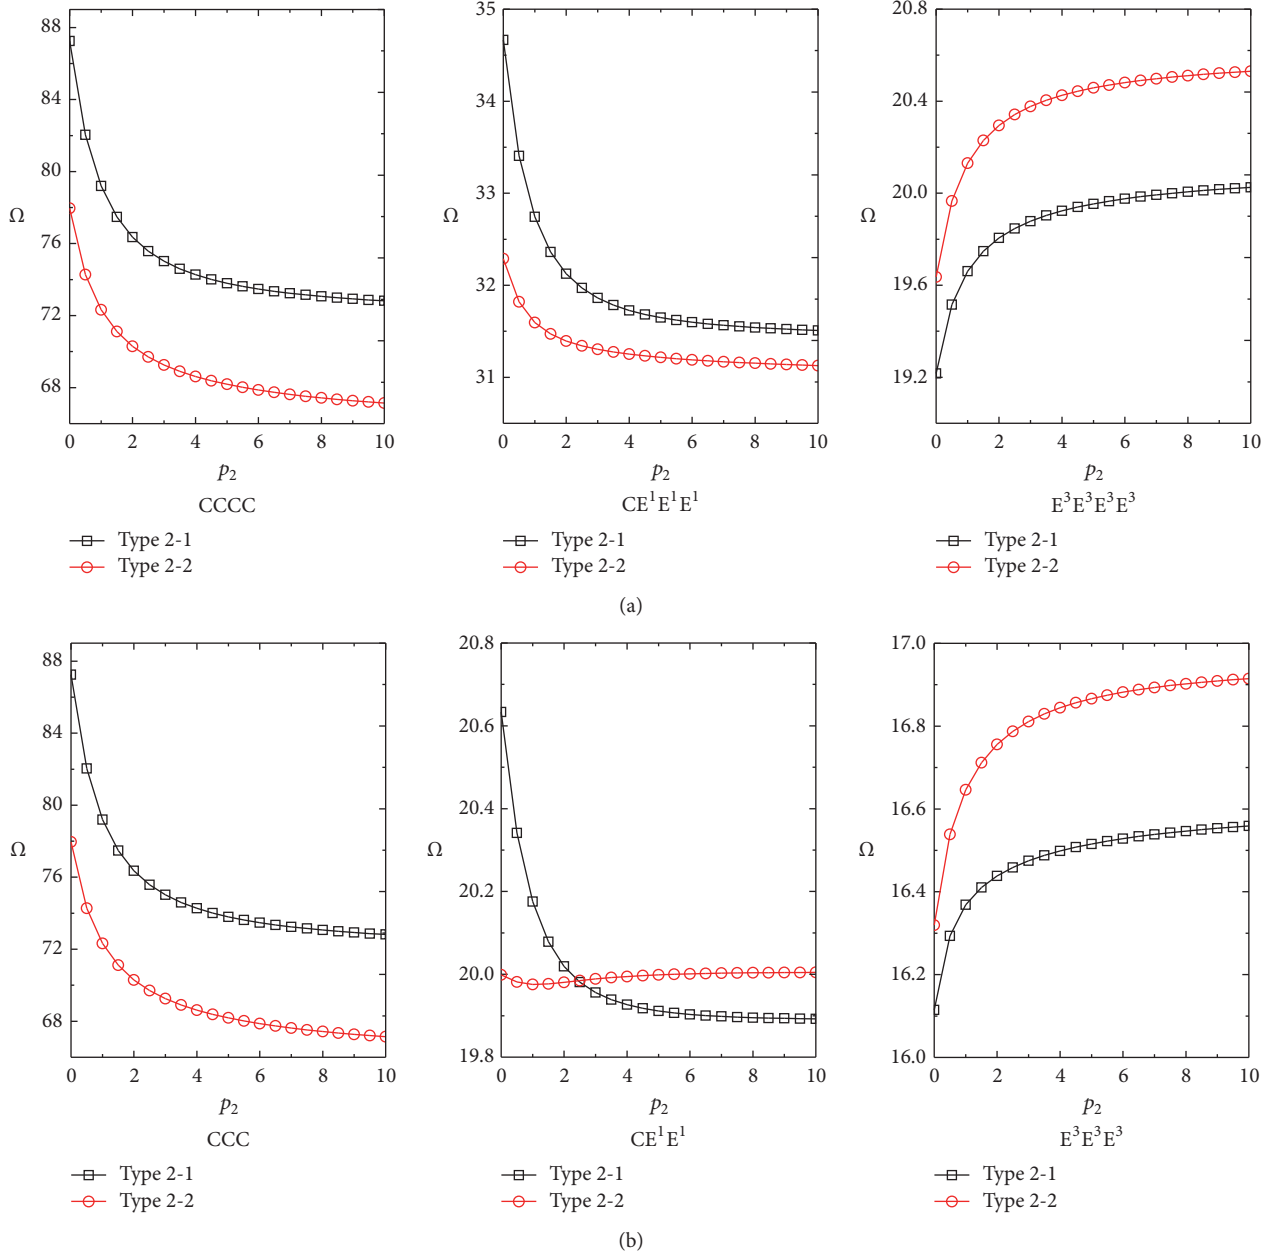 88
84
80
Ω
76
72
68
0 2 4 6 8 10
p₂
CCCC
Type 2-1
Type 2-2
35
34
33
Ω
32
31
0 2 4 6 8 10
p₂
CE¹E¹E¹
Type 2-1
Type 2-2
20.8
20.4
20.0
Ω
19.6
19.2
0 2 4 6 8 10
p₂
E³E³E³E³
Type 2-1
Type 2-2
(a)
88
84
80
Ω
76
72
68
0 2 4 6 8 10
p₂
CCC
Type 2-1
Type 2-2
20.8
20.6
20.4
Ω
20.2
20.0
19.8
0 2 4 6 8 10
p₂
CE¹E¹
Type 2-1
Type 2-2
17.0
16.8
16.6
Ω
16.4
16.2
16.0
0 2 4 6 8 10
p₂
E³E³E³
Type 2-1
Type 2-2
(b)